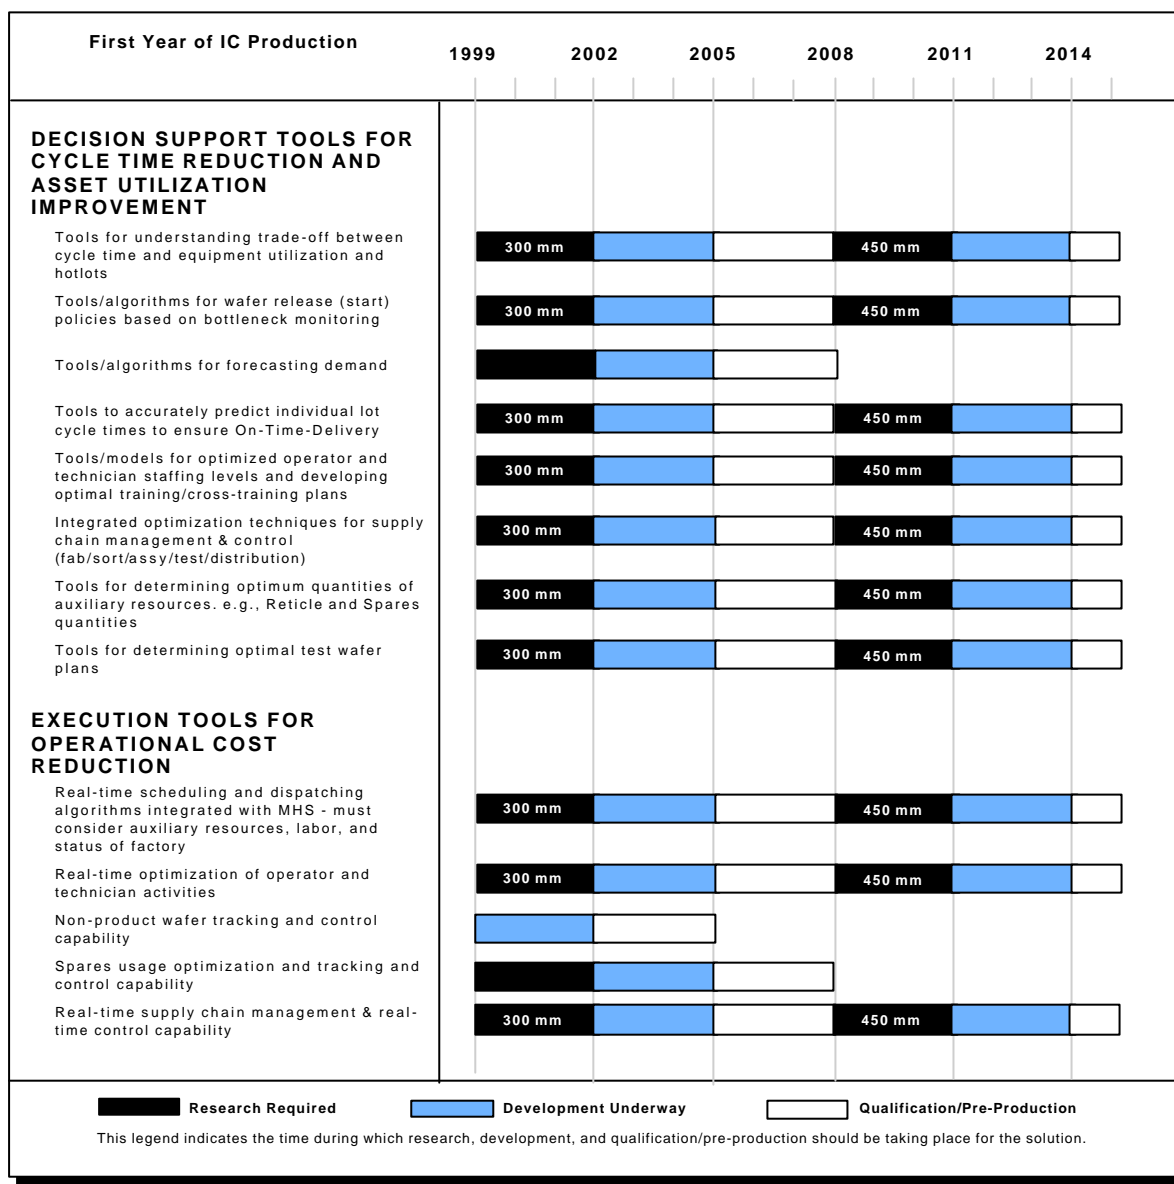 First Year of IC Production
1999 2002 2005 2008 2011 2014
DECISION SUPPORT TOOLS FOR
CYCLE TIME REDUCTION AND
ASSET UTILIZATION
IMPROVEMENT
Tools for understanding trade-off between
cycle time and equipment utilization and
hotlots
300 mm 450 mm
Tools/algorithms for wafer release (start)
policies based on bottleneck monitoring
300 mm 450 mm
Tools/algorithms for forecasting demand
Tools to accurately predict individual lot
cycle times to ensure On-Time-Delivery
300 mm 450 mm
Tools/models for optimized operator and
technician staffing levels and developing
optimal training/cross-training plans
300 mm 450 mm
Integrated optimization techniques for supply
chain management & control
(fab/sort/assy/test/distribution)
300 mm 450 mm
Tools for determining optimum quantities of
auxiliary resources. e.g., Reticle and Spares
quantities
300 mm 450 mm
Tools for determining optimal test wafer
plans
300 mm 450 mm
EXECUTION TOOLS FOR
OPERATIONAL COST
REDUCTION
Real-time scheduling and dispatching
algorithms integrated with MHS - must
consider auxiliary resources, labor, and
status of factory
300 mm 450 mm
Real-time optimization of operator and
technician activities
300 mm 450 mm
Non-product wafer tracking and control
capability
Spares usage optimization and tracking and
control capability
Real-time supply chain management & real-
time control capability
300 mm 450 mm
Research Required Development Underway Qualification/Pre-Production
This legend indicates the time during which research, development, and qualification/pre-production should be taking place for the solution.